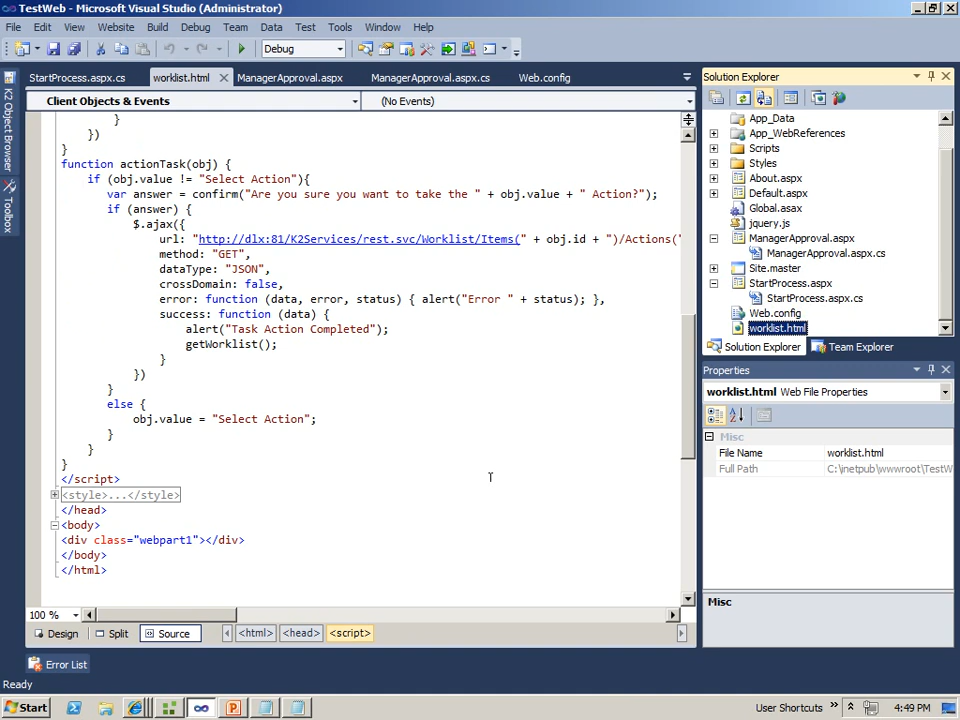 TestWeb - Microsoft Visual Studio (Administrator)
File Edit View Website Build Debug Team Data Test Tools Window Help
Debug
StartProcess.aspx.cs worklist.html ManagerApproval.aspx ManagerApproval.aspx.cs Web.config
Client Objects & Events (No Events)
K2 Object Browser
Toolbox
}
})
}
function actionTask(obj) {
if (obj.value != "Select Action"){
var answer = confirm("Are you sure you want to take the " + obj.value + " Action?");
if (answer) {
$.ajax({
url: "http://dlx:81/K2Services/rest.svc/Worklist/Items(" + obj.id + ")/Actions("
method: "GET",
dataType: "JSON",
crossDomain: false,
error: function (data, error, status) { alert("Error " + status); },
success: function (data) {
alert("Task Action Completed");
getWorklist();
}
})
}
else {
obj.value = "Select Action";
}
}
}
</script>
<style>...</style>
</head>
<body>
<div class="webpart1"></div>
</body>
</html>
100 %
Design Split Source <html> <head> <script>
Error List
Ready
Solution Explorer
App_Data
App_WebReferences
Scripts
Styles
About.aspx
Default.aspx
Global.asax
jquery.js
ManagerApproval.aspx
ManagerApproval.aspx.cs
Site.master
StartProcess.aspx
StartProcess.aspx.cs
Web.config
worklist.html
Solution Explorer Team Explorer
Properties
worklist.html Web File Properties
Misc
File Name worklist.html
Full Path C:\inetpub\wwwroot\TestW
Misc
Start User Shortcuts 4:49 PM